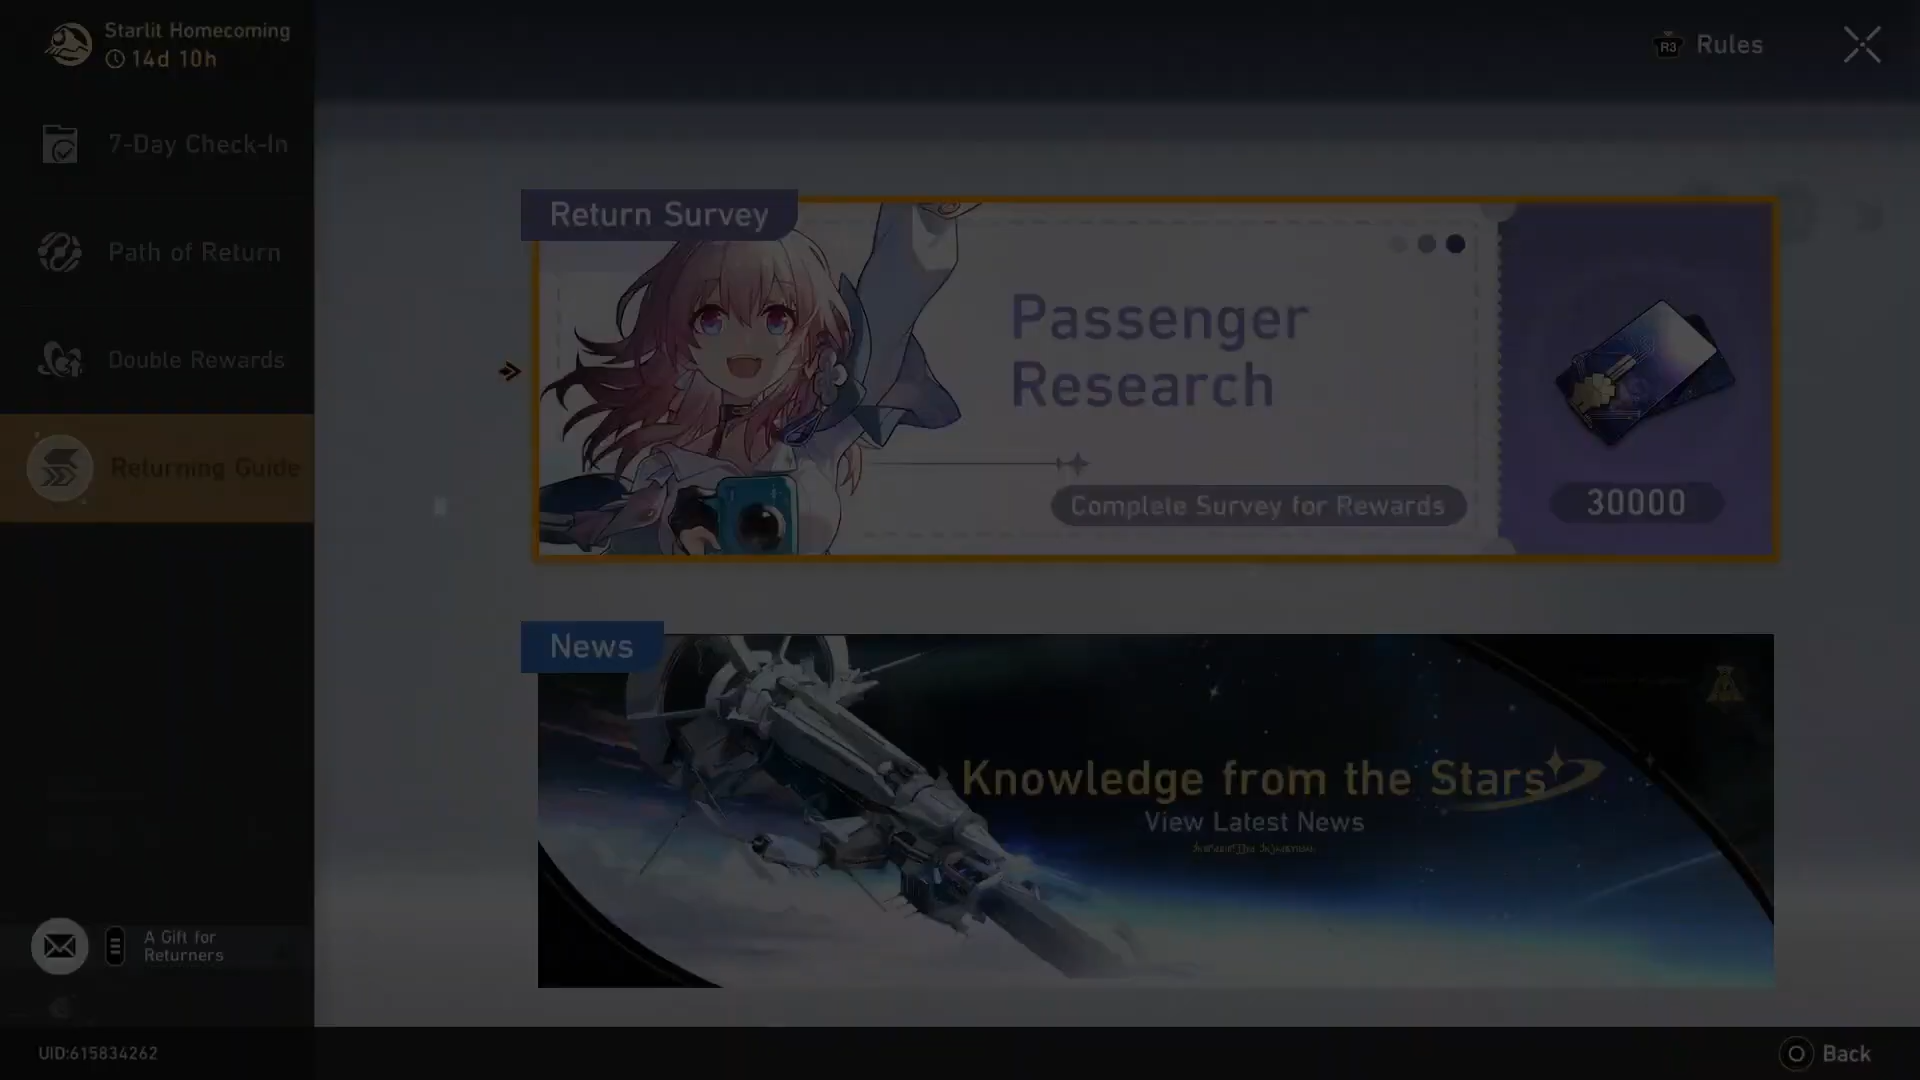 Starlit Homecoming
14d 10h
R3 Rules
7-Day Check-In
Path of Return
Double Rewards
Returning Guide
Return Survey
Passenger
Research
Complete Survey for Rewards
30000
News
Knowledge from the Stars
View Latest News
A Gift for
Returners
UID:615834262
Back